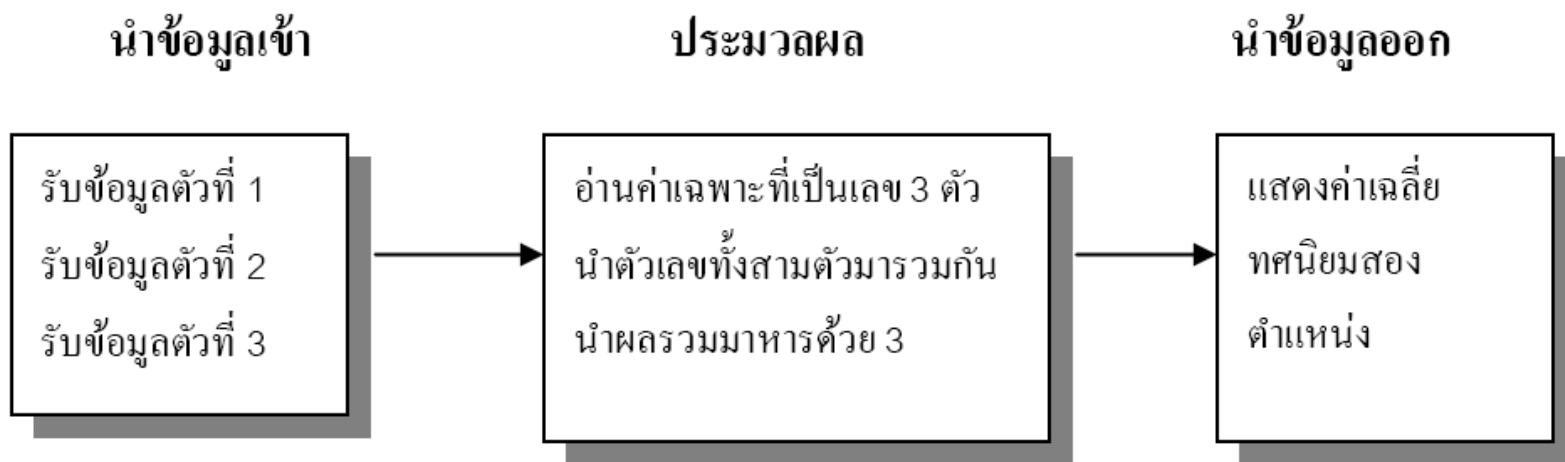 นำข้อมูลเข้า
รับข้อมูลตัวที่ 1
รับข้อมูลตัวที่ 2
รับข้อมูลตัวที่ 3
ประมวลผล
อ่านค่าเฉพาะที่เป็นเลข 3 ตัว
นำตัวเลขทั้งสามตัวมารวมกัน
นำผลรวมมาหารด้วย 3
นำข้อมูลออก
แสดงค่าเฉลี่ย
ทศนิยมสอง
ตำแหน่ง